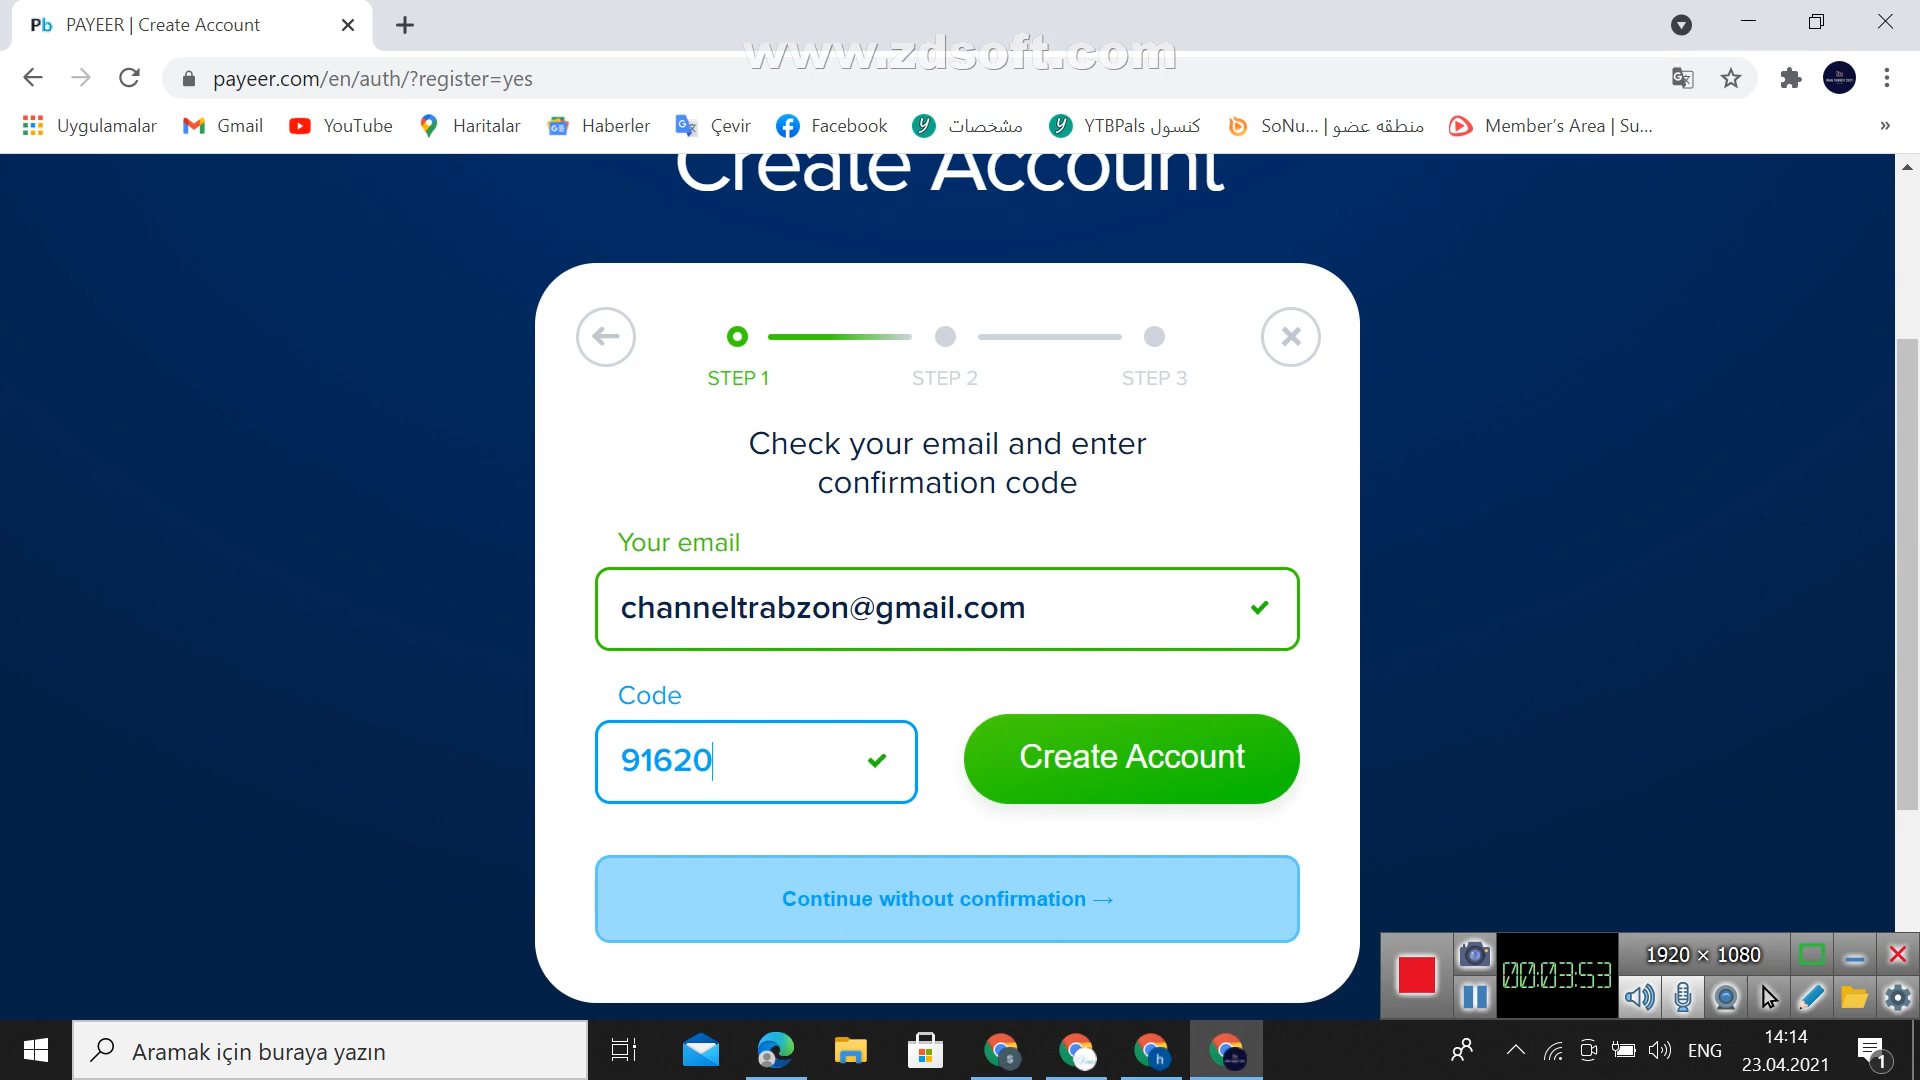 Pb PAYEER | Create Account
www.zdsoft.com
payeer.com/en/auth/?register=yes
Uygulamalar Gmail YouTube Haritalar Haberler Çevir Facebook مشخصات YTBPals كنسول SoNu... | منطقه عضو Member's Area | Su... »
Create Account
STEP 1 STEP 2 STEP 3
Check your email and enter
confirmation code
Your email
channeltrabzon@gmail.com
Code
91620
Create Account
Continue without confirmation →
1920 × 1080
00:03:53
Aramak için buraya yazın
ENG
14:14
23.04.2021
1